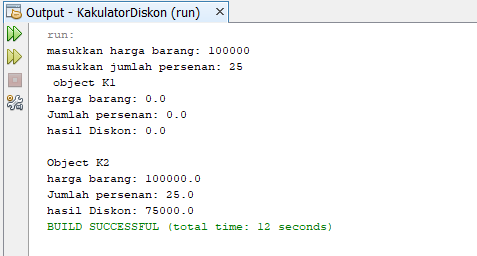 Output - KakulatorDiskon (run)
run:
masukkan harga barang: 100000
masukkan jumlah persenan: 25
 object K1
harga barang: 0.0
Jumlah persenan: 0.0
hasil Diskon: 0.0

Object K2
harga barang: 100000.0
Jumlah persenan: 25.0
hasil Diskon: 75000.0
BUILD SUCCESSFUL (total time: 12 seconds)